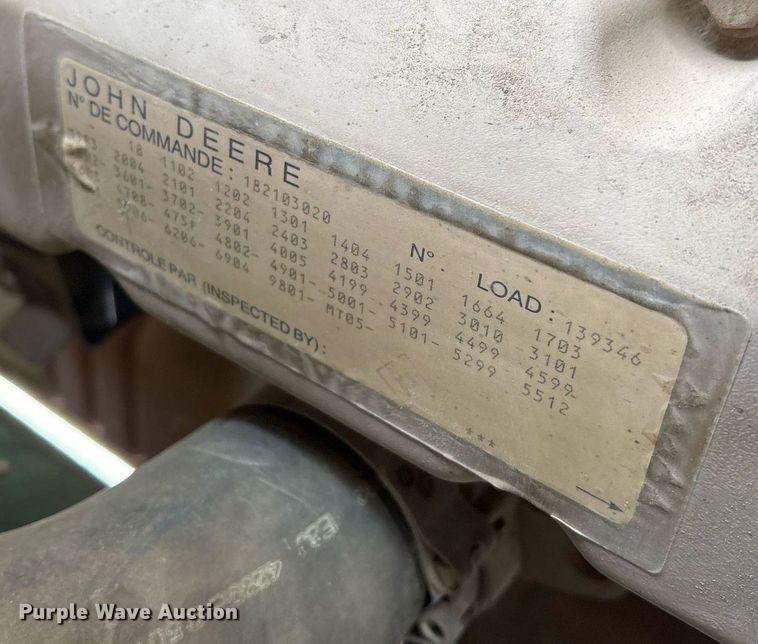 JOHN DEERE
N° DE COMMANDE : 182103020 N° LOAD : 139346
18 1102 1202 1301 1404 1501 1664 1703
2004 2101 2204 2403 2803 2902 3010 3101
3601- 3702- 3901 4005 4199 4399 4499 4599-
4708- 475F 4802- 4901- 5001- 5101- 5299 5512
6206- 6904 9801- MT05-
CONTROLE PAR (INSPECTED BY) :
***
Purple Wave Auction